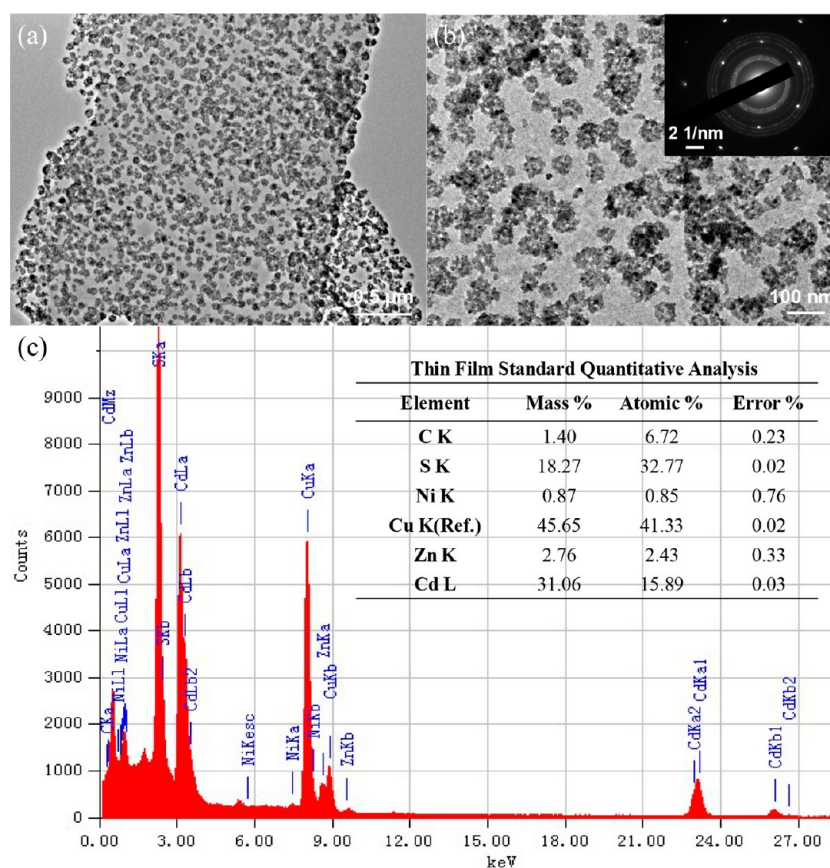 (a)
0.5 μm
(b)
2 1/nm
100 nm
(c)
Thin Film Standard Quantitative Analysis
Element Mass % Atomic % Error %
C K 1.40 6.72 0.23
S K 18.27 32.77 0.02
Ni K 0.87 0.85 0.76
Cu K(Ref.) 45.65 41.33 0.02
Zn K 2.76 2.43 0.33
Cd L 31.06 15.89 0.03
Counts
9000
8000
7000
6000
5000
4000
3000
2000
1000
0
CKa
CdMz
NiLl
NiLa
CuLl
CuLa
ZnLl
ZnLa
ZnLb
SKa
SKb
CdLa
CdLb
CdLb2
NiKesc
NiKa
CuKa
NiKb
ZnKa
CuKb
ZnKb
CdKa2
CdKa1
CdKb1
CdKb2
0.00 3.00 6.00 9.00 12.00 15.00 18.00 21.00 24.00 27.00
keV